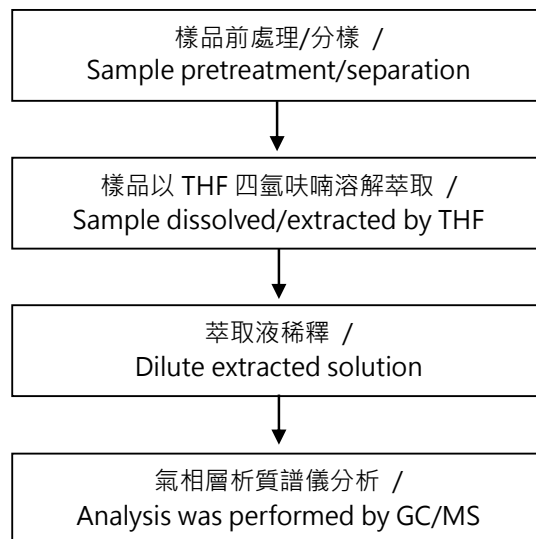 樣品前處理/分樣 /
Sample pretreatment/separation
樣品以 THF 四氫呋喃溶解萃取 /
Sample dissolved/extracted by THF
萃取液稀釋 /
Dilute extracted solution
氣相層析質譜儀分析 /
Analysis was performed by GC/MS